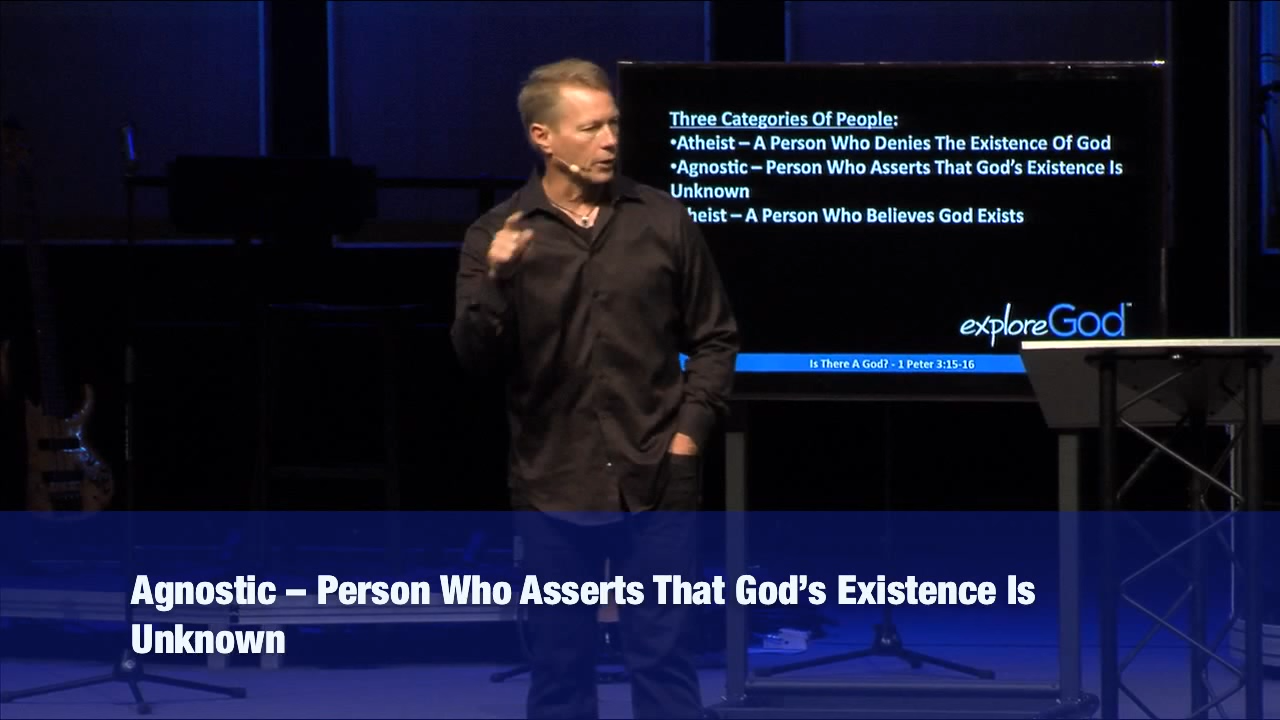 Three Categories Of People:
•Atheist – A Person Who Denies The Existence Of God
•Agnostic – Person Who Asserts That God's Existence Is
Unknown
heist – A Person Who Believes God Exists
exploreGod™
Is There A God? - 1 Peter 3:15-16
Agnostic – Person Who Asserts That God's Existence Is
Unknown